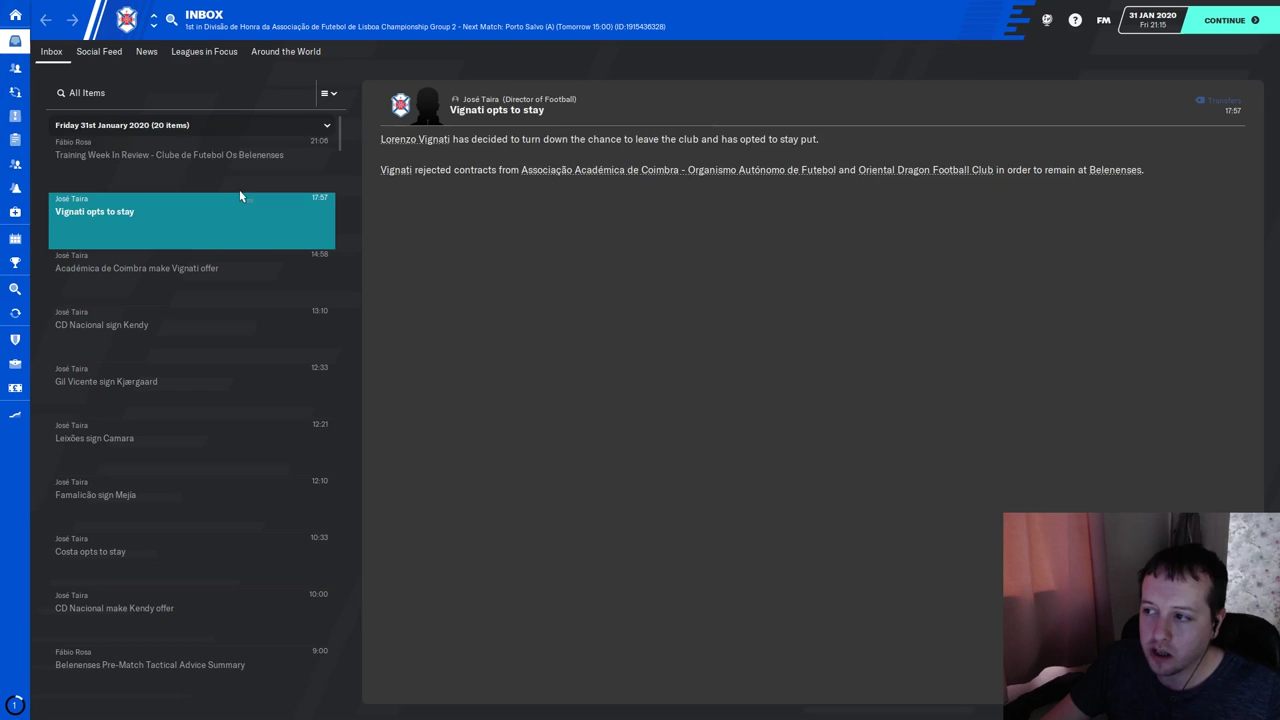 INBOX
1st in Divisão de Honra da Associação de Futebol de Lisboa Championship Group 2 - Next Match: Porto Salvo (A) (Tomorrow 15:00) (ID:1915436328)
FM
31 JAN 2020
Fri 21:15
CONTINUE
Inbox
Social Feed
News
Leagues in Focus
Around the World
All Items
Friday 31st January 2020 (20 items)
Fábio Rosa
21:06
Training Week In Review - Clube de Futebol Os Belenenses
José Taira
17:57
Vignati opts to stay
José Taira
14:58
Académica de Coimbra make Vignati offer
José Taira
13:10
CD Nacional sign Kendy
José Taira
12:33
Gil Vicente sign Kjærgaard
José Taira
12:21
Leixões sign Camara
José Taira
12:10
Famalicão sign Mejía
José Taira
10:33
Costa opts to stay
José Taira
10:00
CD Nacional make Kendy offer
Fábio Rosa
9:00
Belenenses Pre-Match Tactical Advice Summary
José Taira (Director of Football)
Vignati opts to stay
Transfers
17:57
Lorenzo Vignati has decided to turn down the chance to leave the club and has opted to stay put.
Vignati rejected contracts from Associação Académica de Coimbra - Organismo Autónomo de Futebol and Oriental Dragon Football Club in order to remain at Belenenses.
1